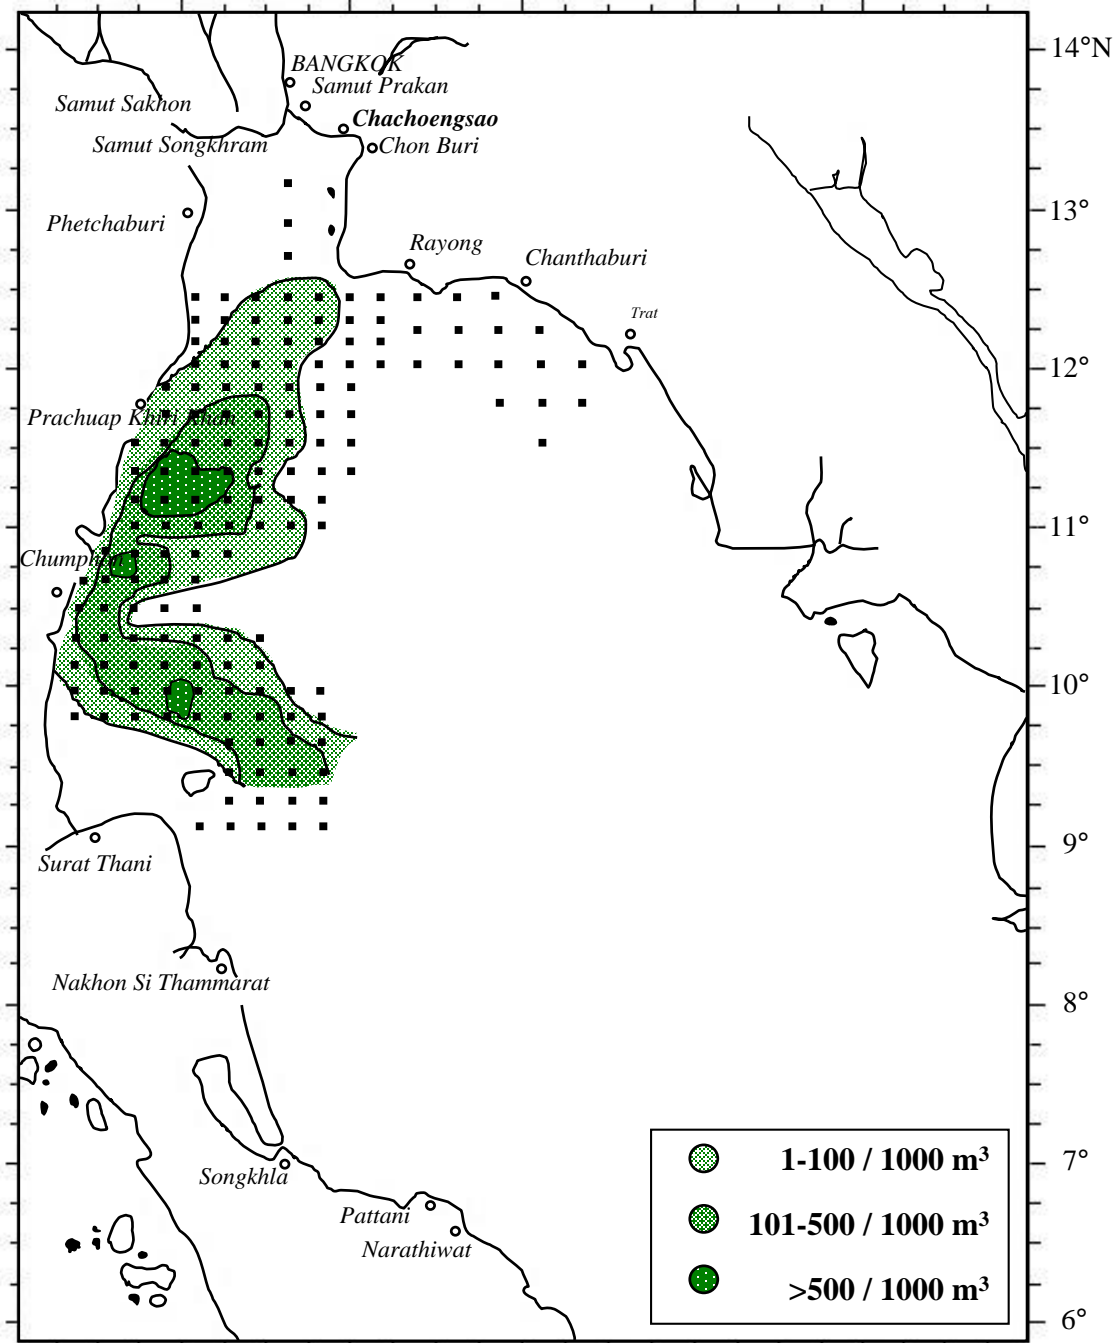 14°N
BANGKOK
Samut Prakan
Samut Sakhon
Chachoengsao
Samut Songkhram
Chon Buri
13°
Phetchaburi
Rayong
Chanthaburi
Trat
12°
Prachuap Khiri Khan
11°
Chumphon
10°
9°
Surat Thani
8°
Nakhon Si Thammarat
7°
Songkhla
Pattani
Narathiwat
6°
1-100 / 1000 m³
101-500 / 1000 m³
>500 / 1000 m³